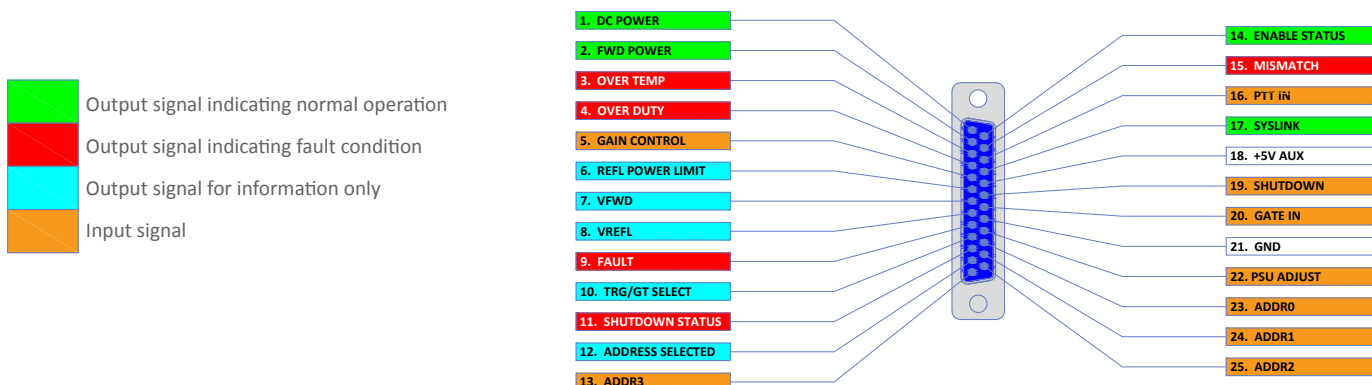 Output signal indicating normal operation
Output signal indicating fault condition
Output signal for information only
Input signal
1. DC POWER
2. FWD POWER
3. OVER TEMP
4. OVER DUTY
5. GAIN CONTROL
6. REFL POWER LIMIT
7. VFWD
8. VREFL
9. FAULT
10. TRG/GT SELECT
11. SHUTDOWN STATUS
12. ADDRESS SELECTED
13. ADDR3
14. ENABLE STATUS
15. MISMATCH
16. PTT IN
17. SYSLINK
18. +5V AUX
19. SHUTDOWN
20. GATE IN
21. GND
22. PSU ADJUST
23. ADDR0
24. ADDR1
25. ADDR2